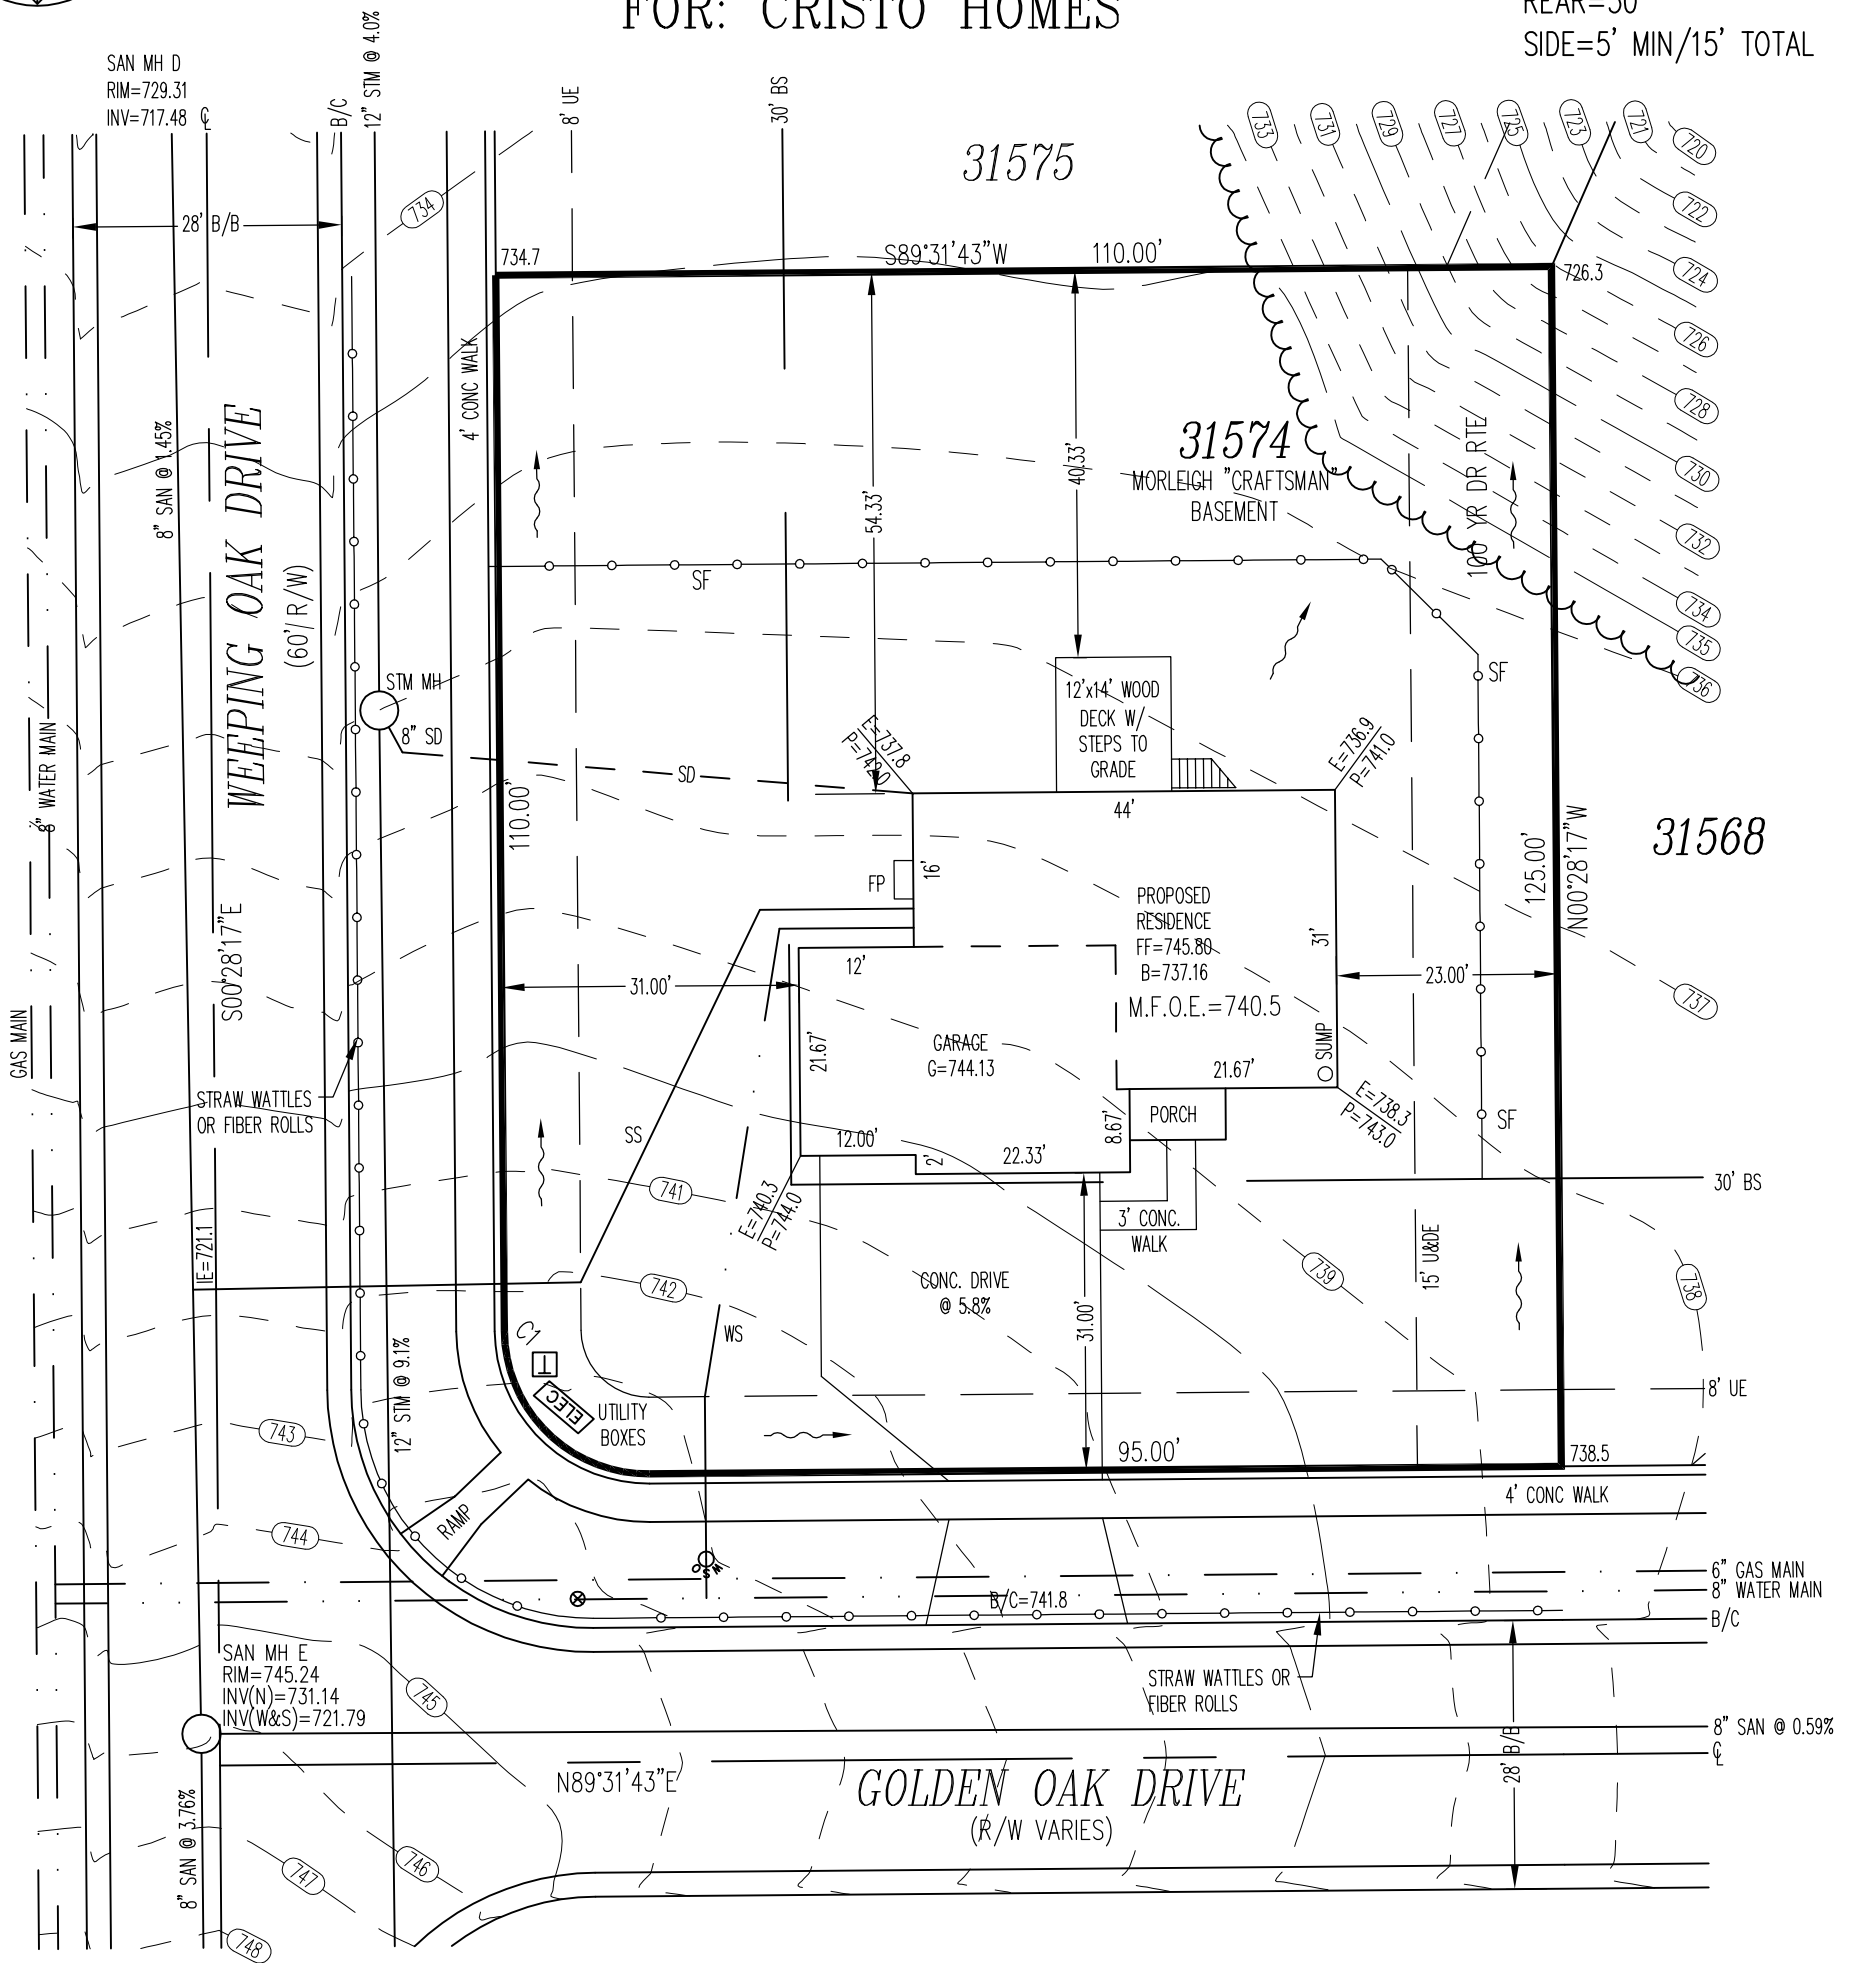 FOR: CRISTO HOMES
REAR=30'
SIDE=5' MIN/15' TOTAL
SAN MH D
RIM=729.31
INV=717.48 ℄
B/C
12" STM @ 4.0%
8' UE
30' BS
31575
733
731
729
727
725
723
721
720
722
724
726
728
730
732
734
735
736
734
28' B/B
734.7
S89°31'43"W
110.00'
726.3
4' CONC WALK
8" SAN @ 1.45%
WEEPING OAK DRIVE
(60' R/W)
54.33'
40.33'
31574
MORLEIGH "CRAFTSMAN"
BASEMENT
100 YR DR RTE
SF
SF
STM MH
8" SD
SD
12'x14' WOOD
DECK W/
STEPS TO
GRADE
E=737.8
P=742.0
E=736.9
P=741.0
8" WATER MAIN
110.00'
44'
16'
FP
31568
125.00'
N00°28'17"W
PROPOSED
RESIDENCE
FF=745.80
B=737.16
M.F.O.E.=740.5
31'
23.00'
12'
31.00'
S00°28'17"E
737
GAS MAIN
GARAGE
G=744.13
21.67'
SUMP
21.67'
STRAW WATTLES
OR FIBER ROLLS
SS
PORCH
8.67'
E=738.3
P=743.0
SF
12.00'
2'
22.33'
741
E=740.3
P=744.0
30' BS
3' CONC.
WALK
15' U&DE
IE=721.1
742
CONC. DRIVE
@ 5.8%
739
738
31.00'
WS
C1
T
ELEC
UTILITY
BOXES
12" STM @ 9.1%
8' UE
743
95.00'
738.5
4' CONC WALK
RAMP
744
WSO
6" GAS MAIN
8" WATER MAIN
B/C=741.8
B/C
SAN MH E
RIM=745.24
INV(N)=731.14
INV(W&S)=721.79
745
STRAW WATTLES OR
FIBER ROLLS
8" SAN @ 0.59%
℄
28' B/B
N89°31'43"E
GOLDEN OAK DRIVE
(R/W VARIES)
8" SAN @ 3.76%
746
747
748